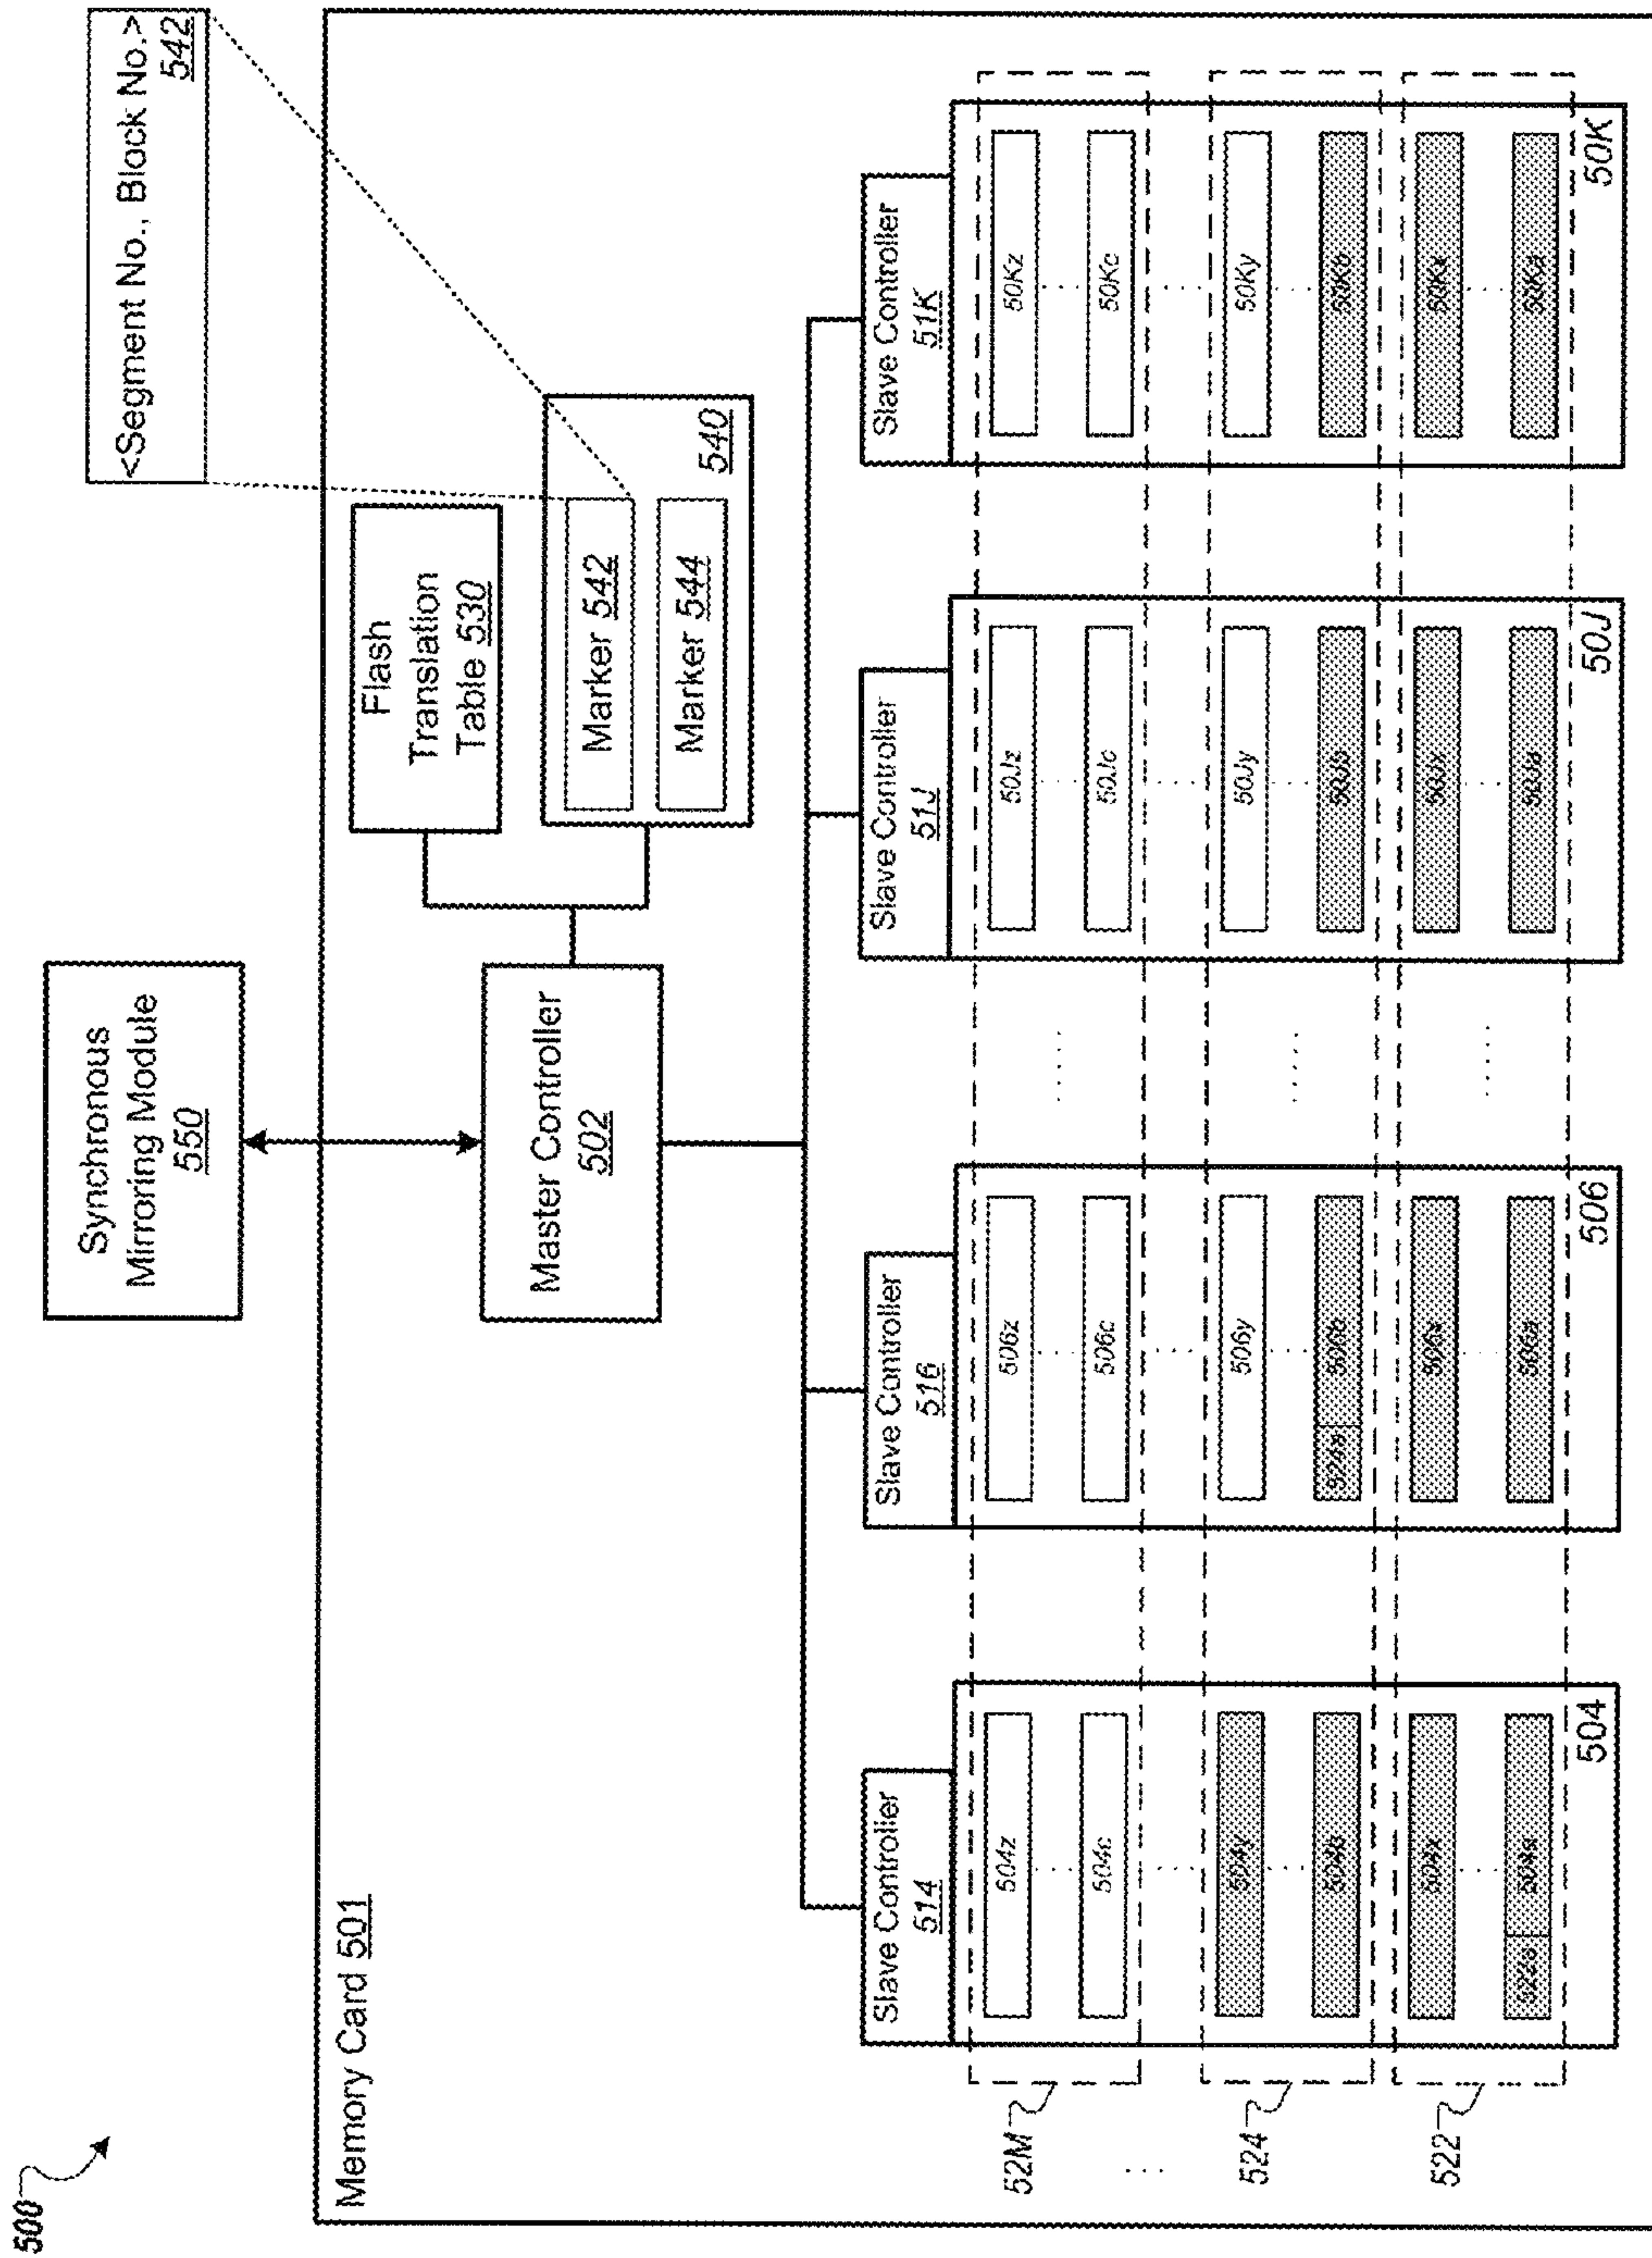 500
Synchronous
Mirroring Module
550
<Segment No., Block No.>
542
Memory Card 501
Master Controller
502
Flash
Translation
Table 530
Marker 542
Marker 544
540
Slave Controller
514
Slave Controller
516
Slave Controller
51J
Slave Controller
51K
52M
504z
506z
50Jz
50Kz
504c
506c
50Jc
50Kc
524
504y
506y
50Jy
50Ky
504b
524a
506b
50Jb
50Kb
522
504x
506x
50Jx
50Kx
522a
504a
506a
50Ja
50Ka
504
506
50J
50K